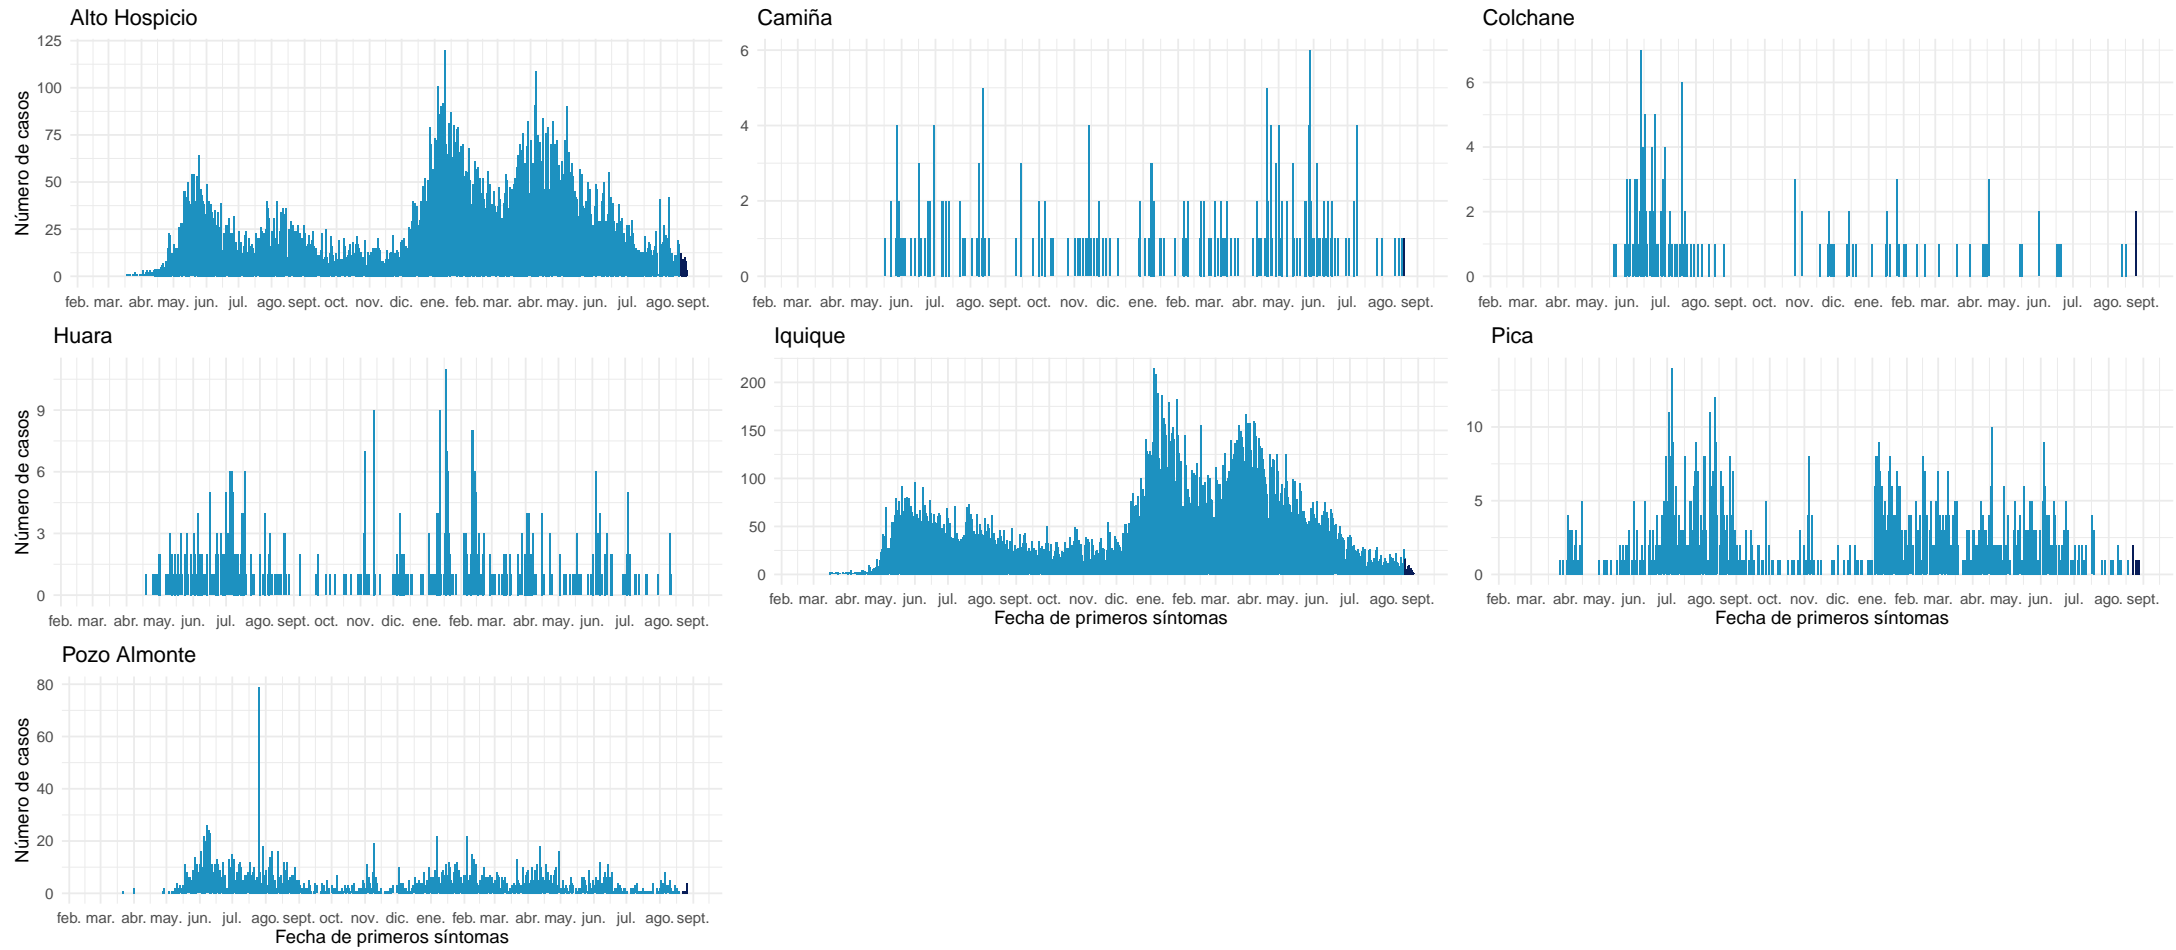 Alto Hospicio
Número de casos
125
100
75
50
25
0
feb. mar. abr. may. jun. jul. ago. sept. oct. nov. dic. ene. feb. mar. abr. may. jun. jul. ago. sept.
Camiña
6
4
2
0
feb. mar. abr. may. jun. jul. ago. sept. oct. nov. dic. ene. feb. mar. abr. may. jun. jul. ago. sept.
Colchane
6
4
2
0
feb. mar. abr. may. jun. jul. ago. sept. oct. nov. dic. ene. feb. mar. abr. may. jun. jul. ago. sept.
Huara
Número de casos
9
6
3
0
feb. mar. abr. may. jun. jul. ago. sept. oct. nov. dic. ene. feb. mar. abr. may. jun. jul. ago. sept.
Iquique
200
150
100
50
0
feb. mar. abr. may. jun. jul. ago. sept. oct. nov. dic. ene. feb. mar. abr. may. jun. jul. ago. sept.
Fecha de primeros síntomas
Pica
10
5
0
feb. mar. abr. may. jun. jul. ago. sept. oct. nov. dic. ene. feb. mar. abr. may. jun. jul. ago. sept.
Fecha de primeros síntomas
Pozo Almonte
Número de casos
80
60
40
20
0
feb. mar. abr. may. jun. jul. ago. sept. oct. nov. dic. ene. feb. mar. abr. may. jun. jul. ago. sept.
Fecha de primeros síntomas